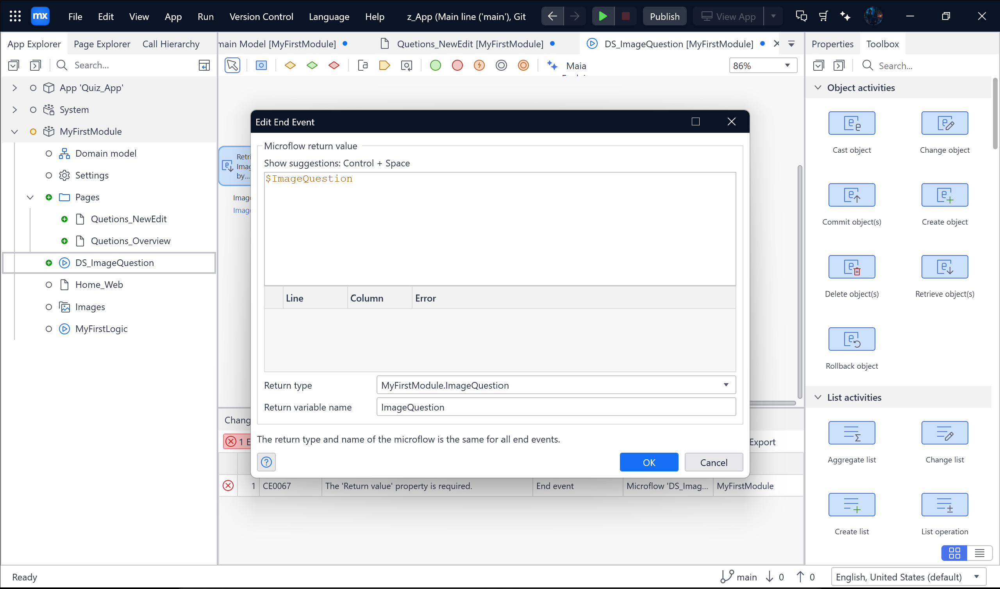 mx File Edit View App Run Version Control Language Help z_App (Main line ('main'), Git Publish View App
App Explorer Page Explorer Call Hierarchy
Search...
App 'Quiz_App'
System
MyFirstModule
Domain model
Settings
Pages
Quetions_NewEdit
Quetions_Overview
DS_ImageQuestion
Home_Web
Images
MyFirstLogic
main Model [MyFirstModule] Quetions_NewEdit [MyFirstModule] DS_ImageQuestion [MyFirstModule]
Maia
86%
Retri
Imag
by...
Image
Image
Edit End Event
Microflow return value
Show suggestions: Control + Space
$ImageQuestion
Line Column Error
Return type MyFirstModule.ImageQuestion
Return variable name ImageQuestion
The return type and name of the microflow is the same for all end events.
? OK Cancel
Chang
1 E Export
1 CE0067 The 'Return value' property is required. End event Microflow 'DS_Imag... MyFirstModule
Properties Toolbox
Search...
Object activities
Cast object Change object
Commit object(s) Create object
Delete object(s) Retrieve object(s)
Rollback object
List activities
Aggregate list Change list
Create list List operation
Ready main 0 0 English, United States (default)